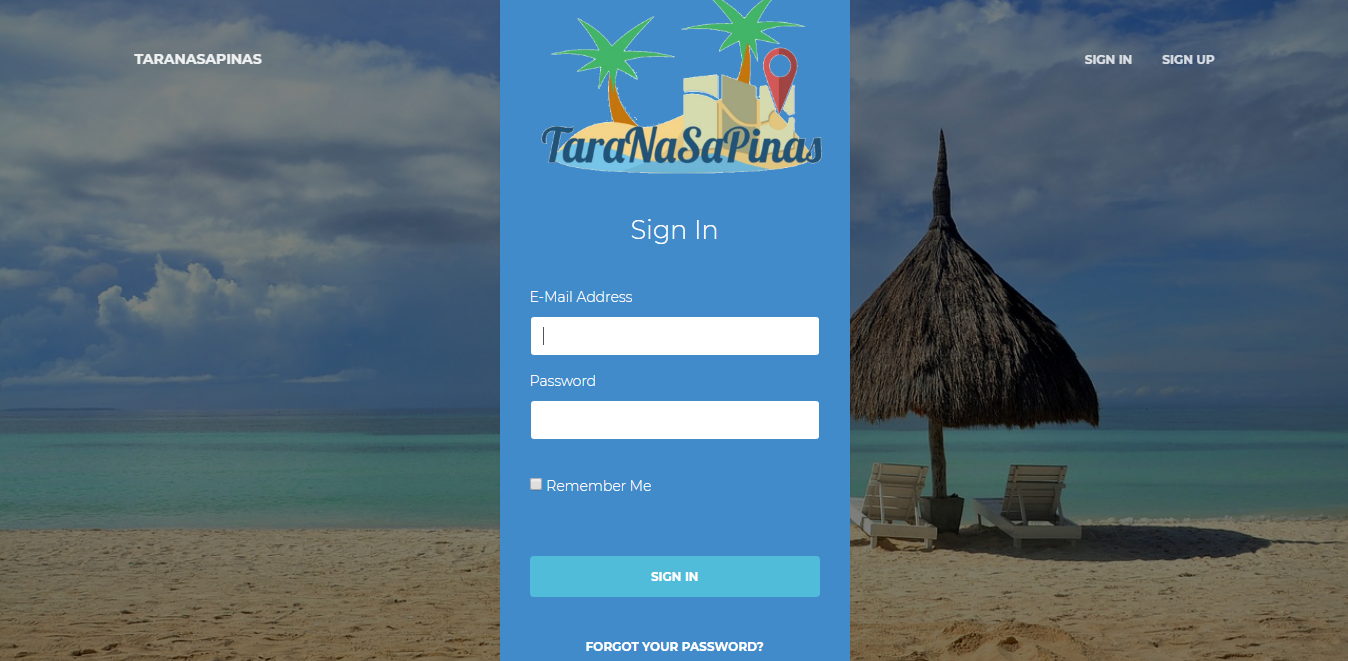 TARANASAPINAS
SIGN IN SIGN UP
TaraNaSaPinas
Sign In
E-Mail Address
Password
Remember Me
SIGN IN
FORGOT YOUR PASSWORD?